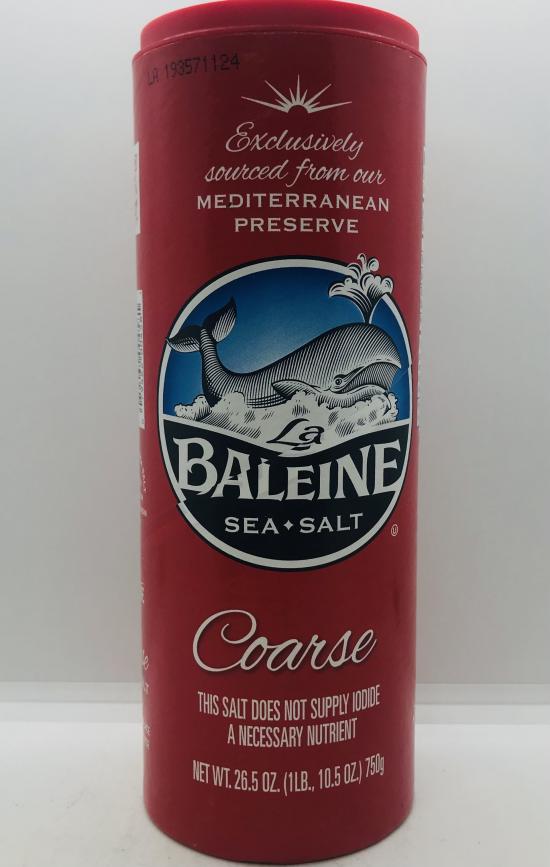 LA 193571124
Exclusively
sourced from our
MEDITERRANEAN
PRESERVE
La
BALEINE
SEA SALT
U
Coarse
THIS SALT DOES NOT SUPPLY IODIDE
A NECESSARY NUTRIENT
NET WT. 26.5 OZ. (1LB., 10.5 OZ.) 750g